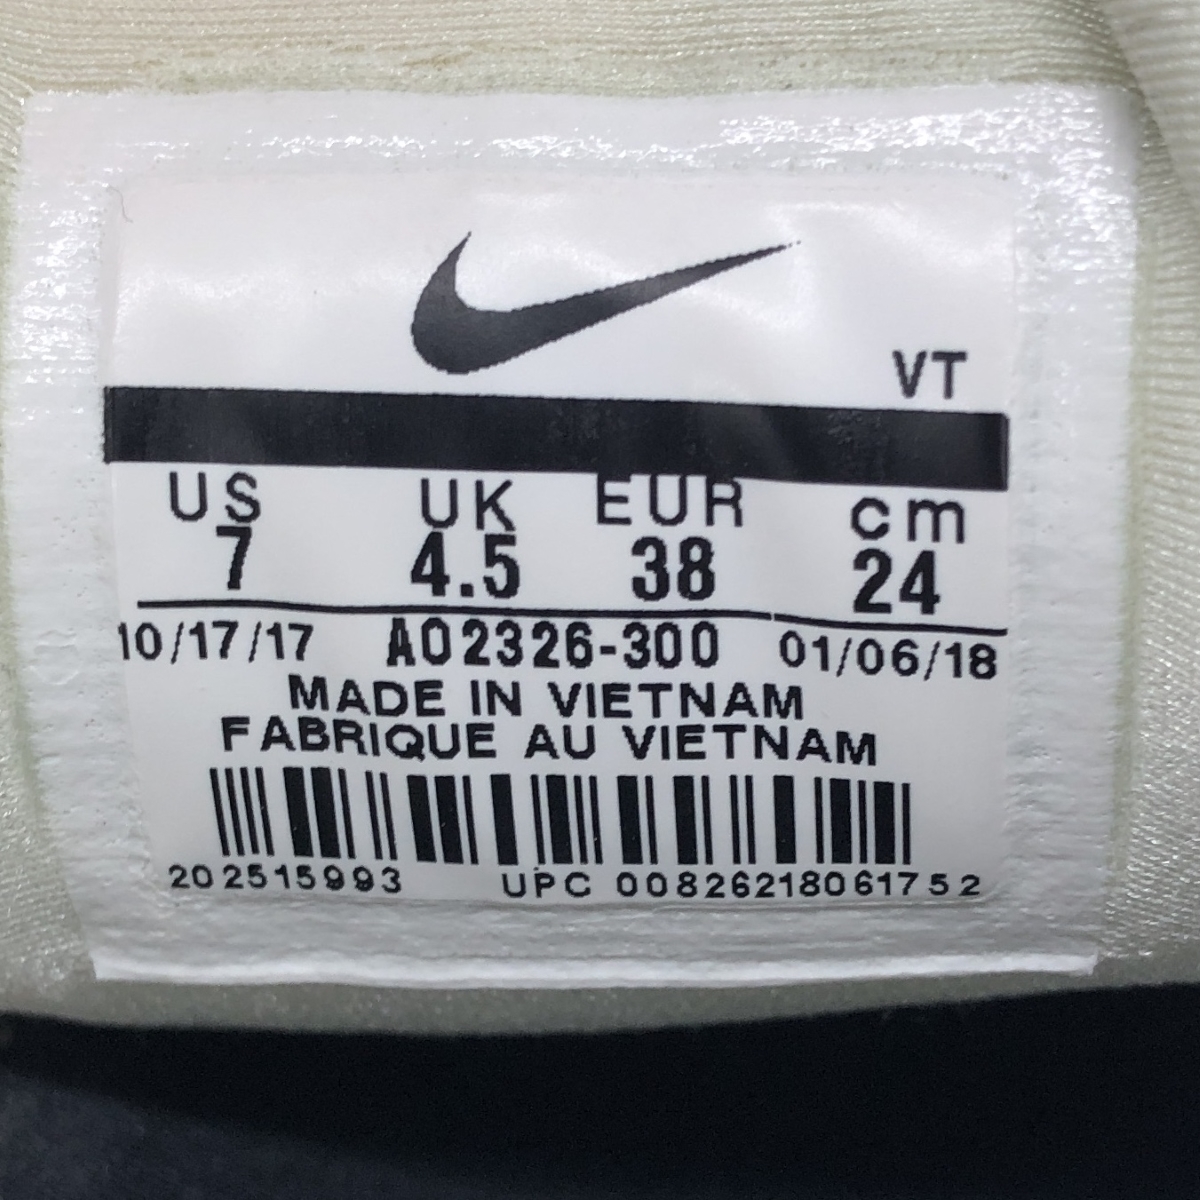 VT
US UK EUR cm
7 4.5 38 24
10/17/17 AO2326-300 01/06/18
MADE IN VIETNAM
FABRIQUE AU VIETNAM
202515993 UPC 00826218061752